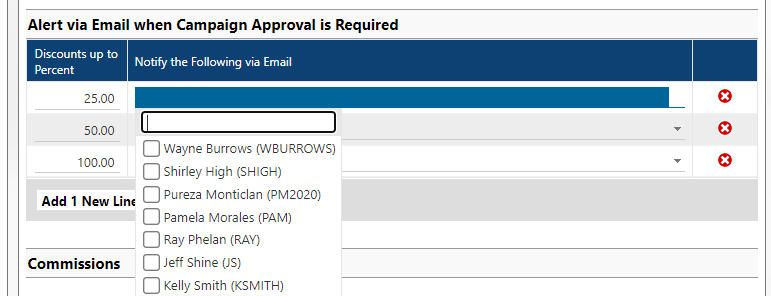 Alert via Email when Campaign Approval is Required
Discounts up to
Percent
Notify the Following via Email
25.00
50.00
Wayne Burrows (WBURROWS)
100.00
Shirley High (SHIGH)
Pureza Monticlan (PM2020)
Add 1 New Line
Pamela Morales (PAM)
Ray Phelan (RAY)
Commissions
Jeff Shine (JS)
Kelly Smith (KSMITH)